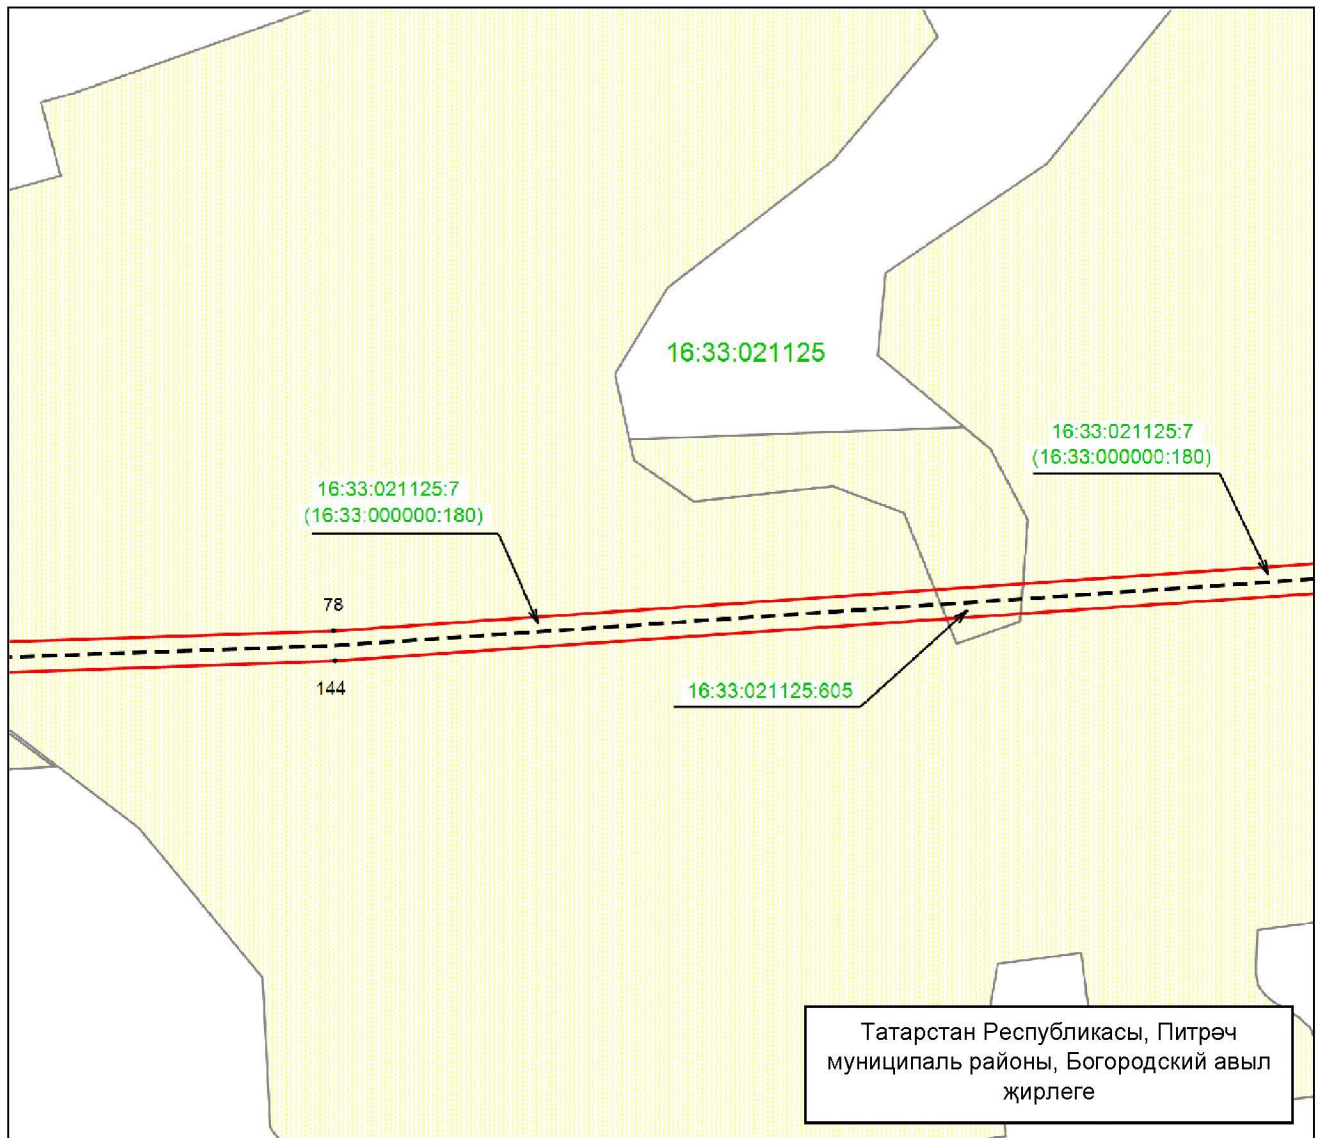 16:33:021125
16:33:021125:7
(16:33:000000:180)
16:33:021125:7
(16:33:000000:180)
78
144
16:33:021125:605
Татарстан Республикасы, Питрәч
муниципаль районы, Богородский авыл
җирлеге